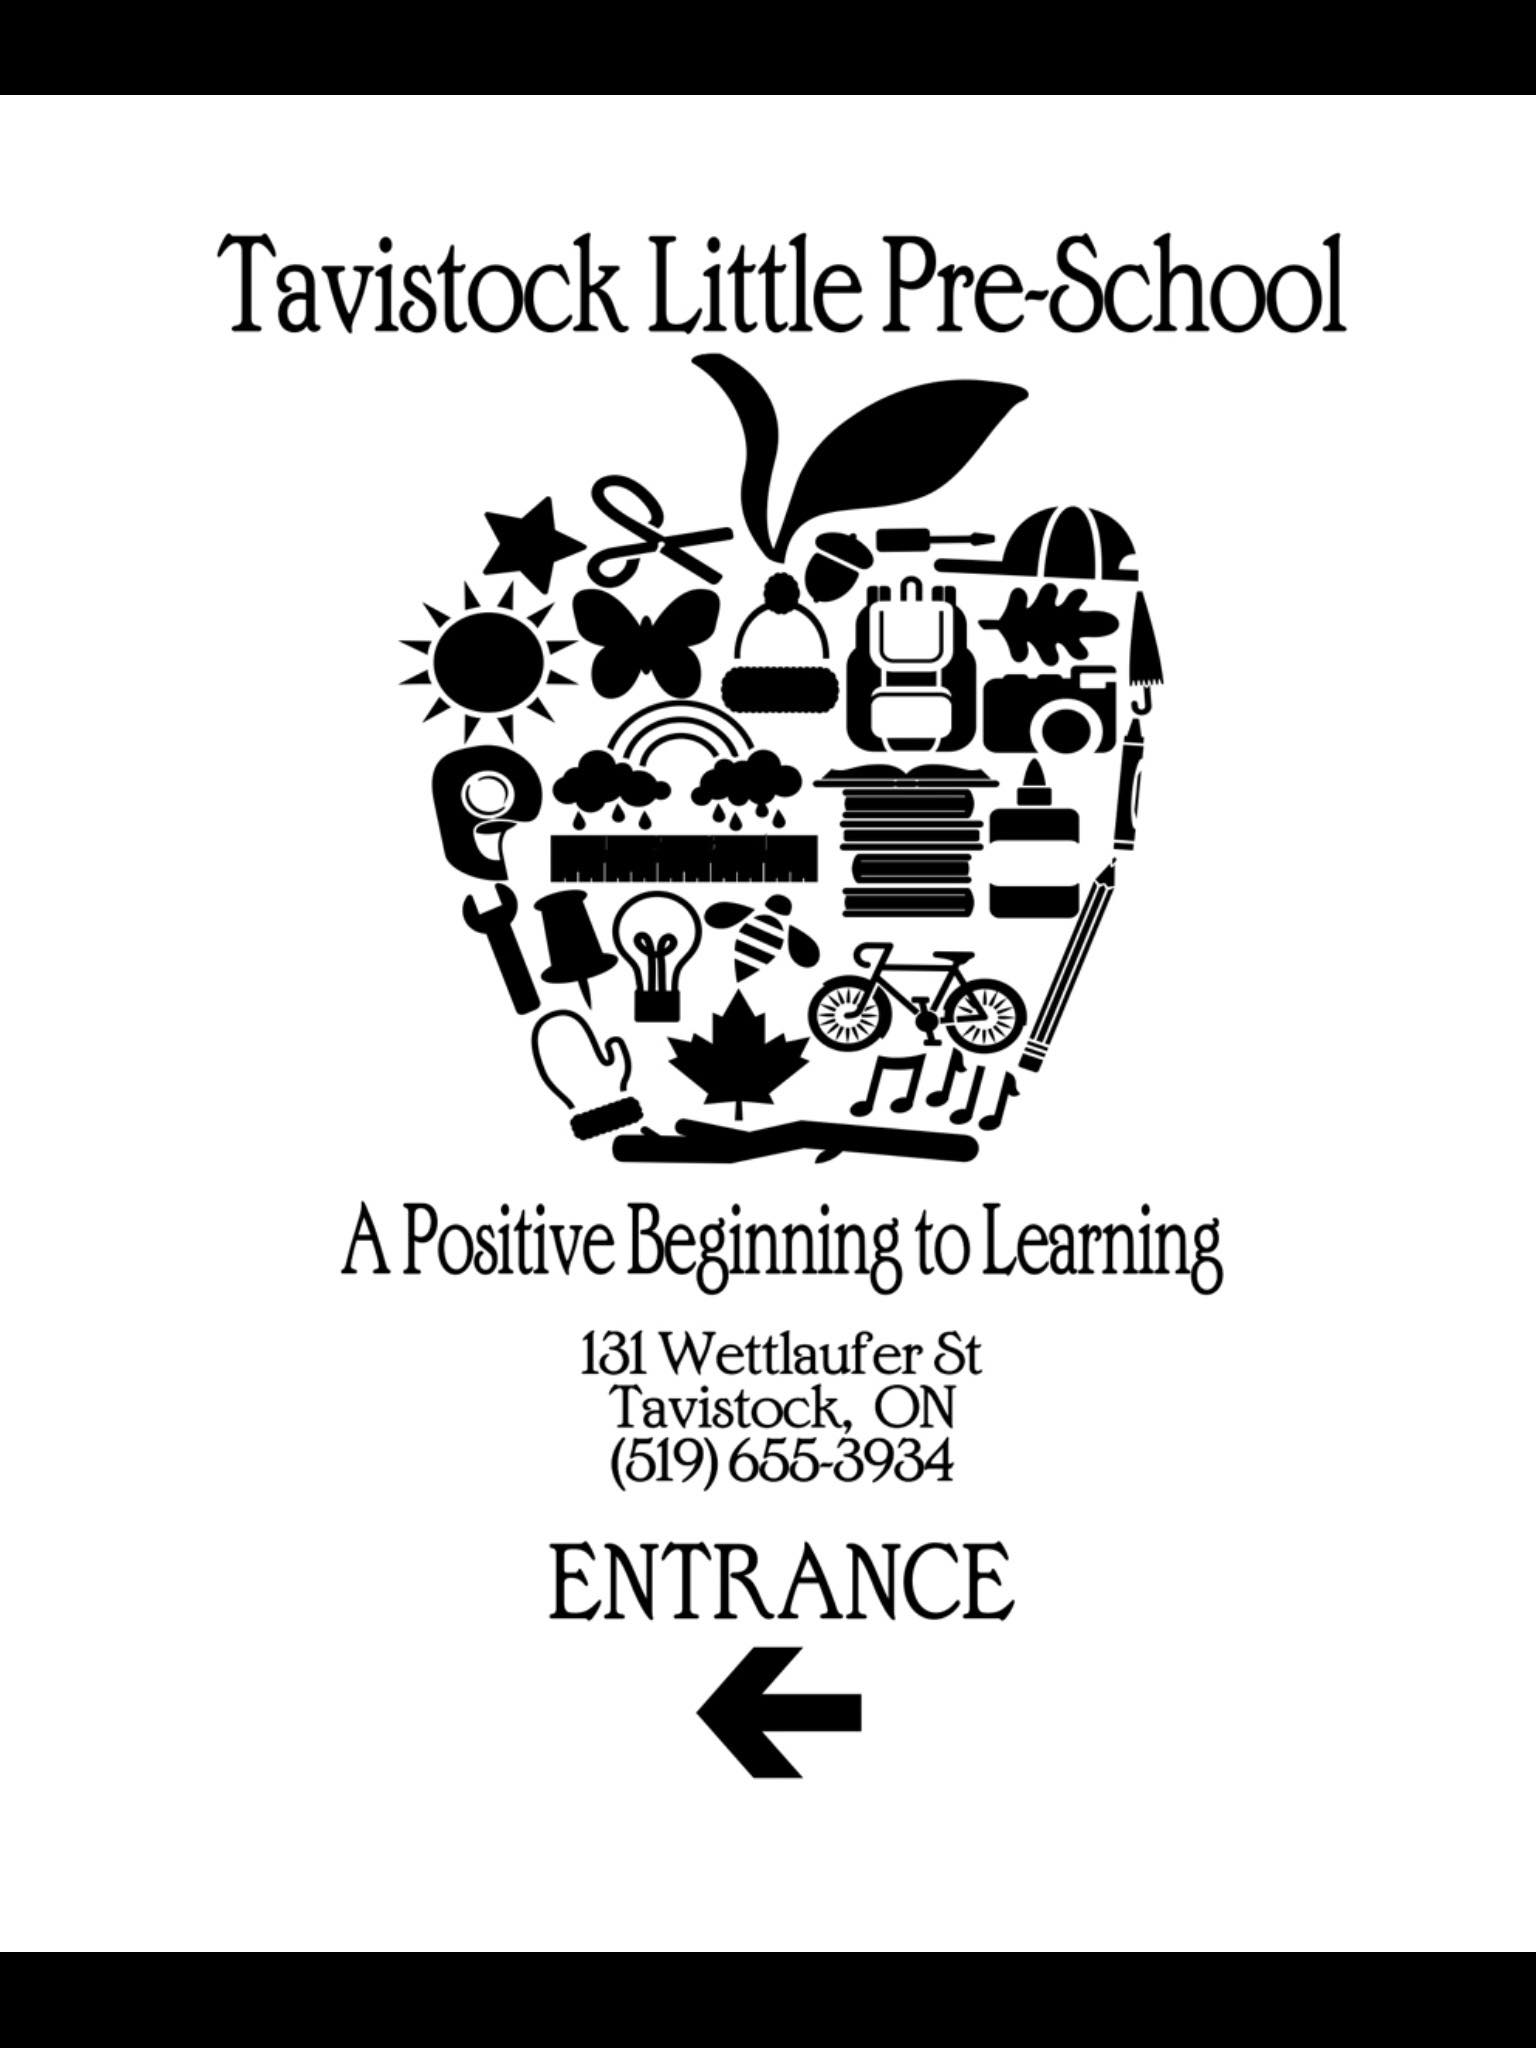 Tavistock Little Pre-School
A Positive Beginning to Learning
131 Wettlaufer St
Tavistock, ON
(519) 655-3934
ENTRANCE